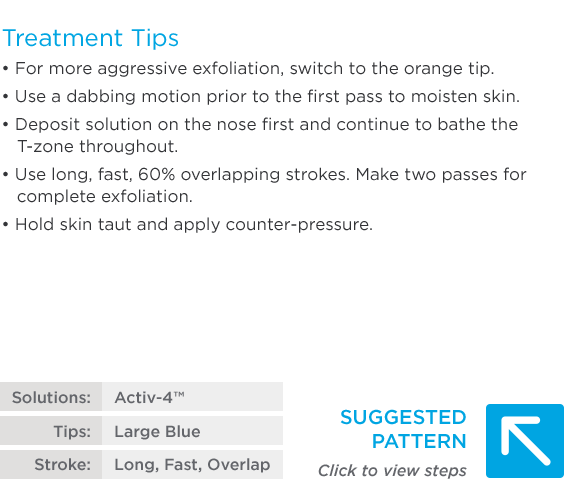 Treatment Tips
• For more aggressive exfoliation, switch to the orange tip.
• Use a dabbing motion prior to the first pass to moisten skin.
• Deposit solution on the nose first and continue to bathe the
T-zone throughout.
• Use long, fast, 60% overlapping strokes. Make two passes for
complete exfoliation.
• Hold skin taut and apply counter-pressure.
Solutions: Activ-4™
Tips: Large Blue
Stroke: Long, Fast, Overlap
SUGGESTED
PATTERN
Click to view steps